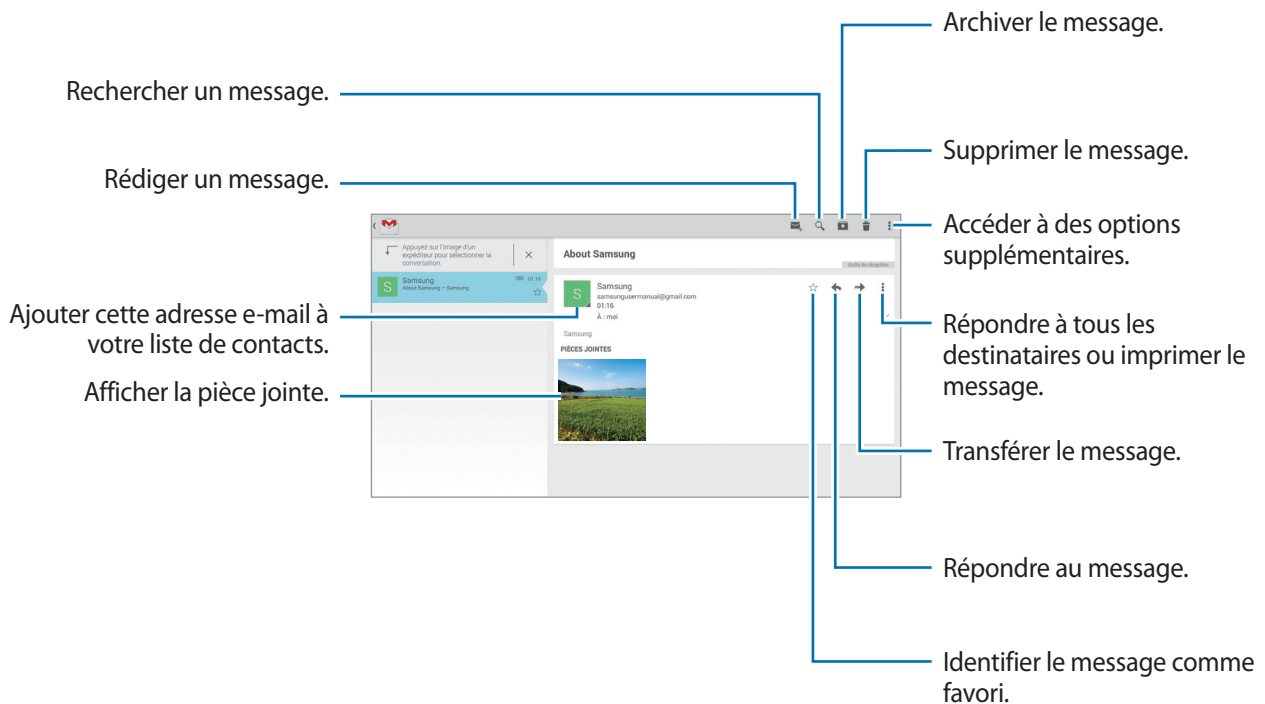 Archiver le message.
Rechercher un message.
Supprimer le message.
Rédiger un message.
Accéder à des options
supplémentaires.
Appuyez sur l'image d'un
expéditeur pour sélectionner la
conversation.
About Samsung
Boîte de réception
S
Samsung
01:16
About Samsung – Samsung
S
Samsung
samsungusermanual@gmail.com
01:16
À : moi
Ajouter cette adresse e-mail à
votre liste de contacts.
Répondre à tous les
destinataires ou imprimer le
message.
Samsung
PIÈCES JOINTES
Afficher la pièce jointe.
Transférer le message.
Répondre au message.
Identifier le message comme
favori.